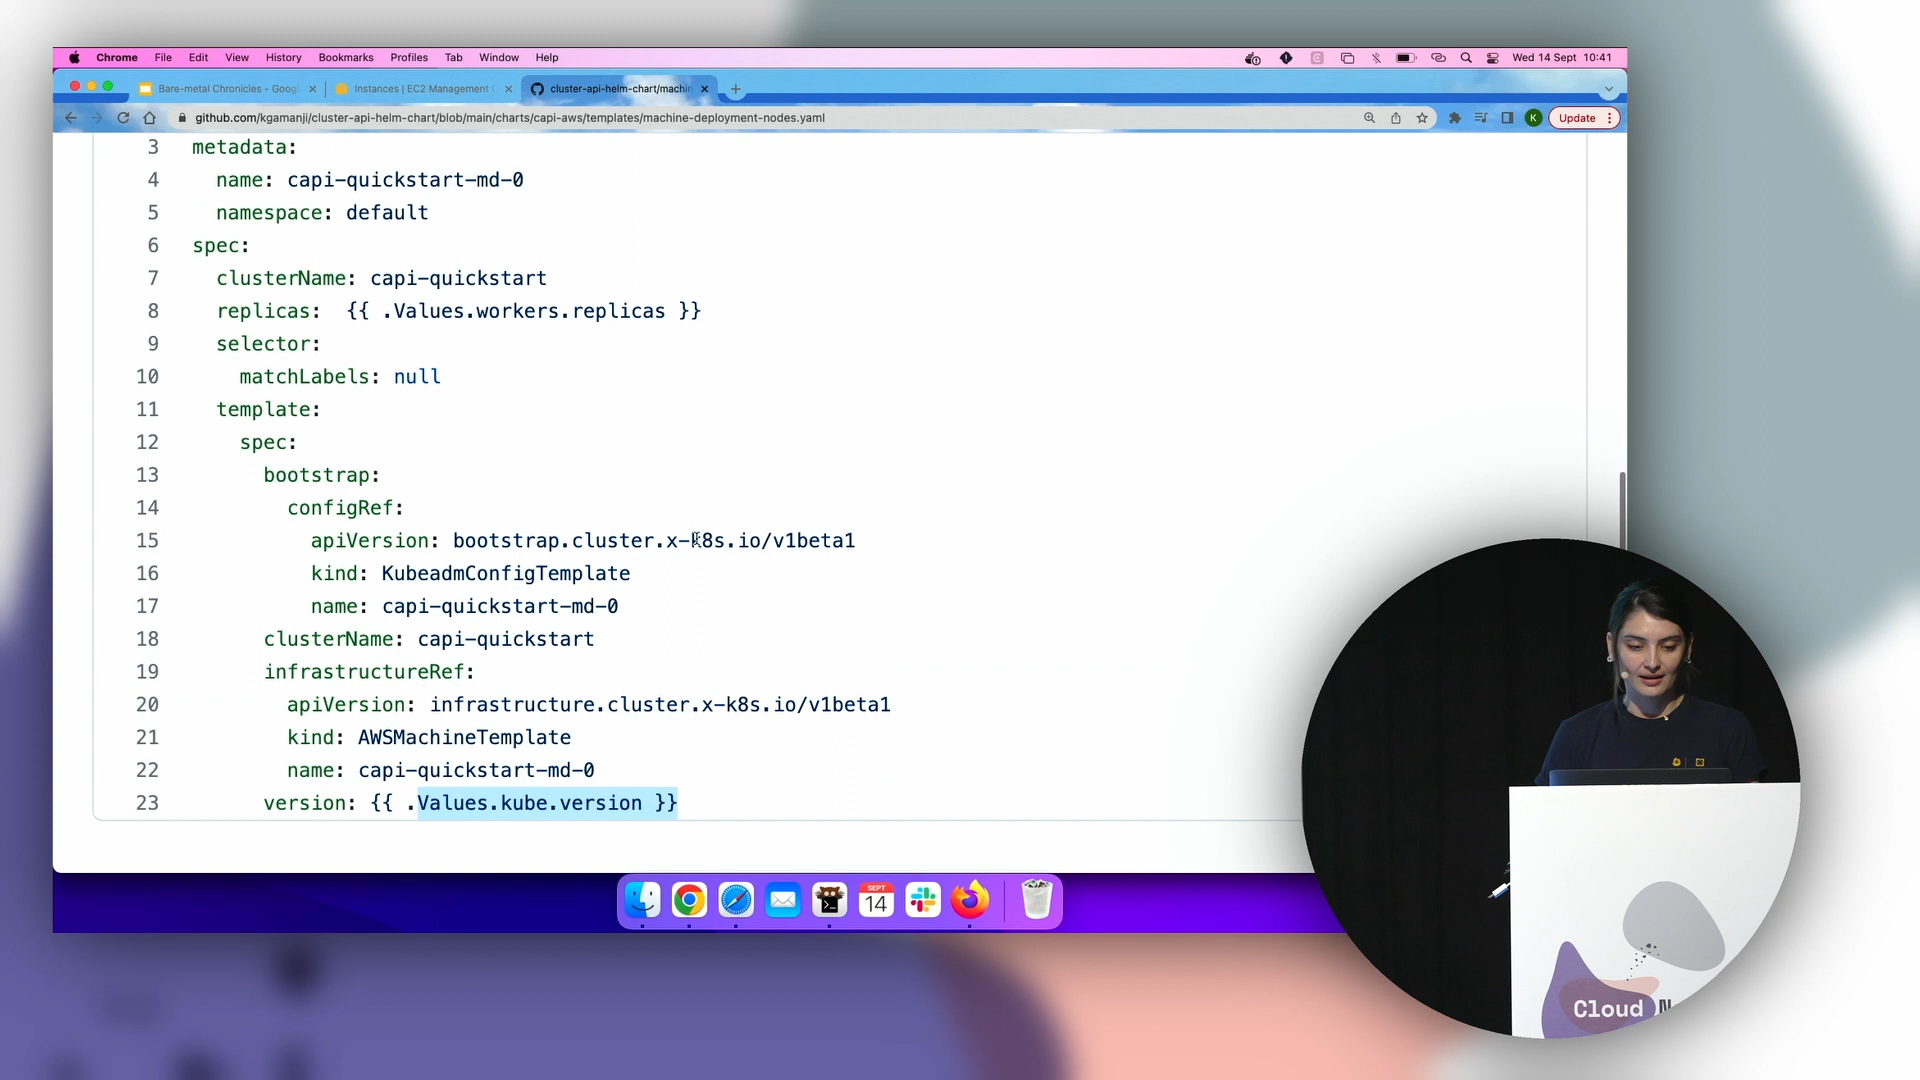 Chrome File Edit View History Bookmarks Profiles Tab Window Help Wed 14 Sept 10:41
Bare-metal Chronicles - Goog
Instances | EC2 Management
cluster-api-helm-chart/machin
github.com/kgamanji/cluster-api-helm-chart/blob/main/charts/capi-aws/templates/machine-deployment-nodes.yaml
K
Update
3 metadata:
4 name: capi-quickstart-md-0
5 namespace: default
6 spec:
7 clusterName: capi-quickstart
8 replicas: {{ .Values.workers.replicas }}
9 selector:
10 matchLabels: null
11 template:
12 spec:
13 bootstrap:
14 configRef:
15 apiVersion: bootstrap.cluster.x-k8s.io/v1beta1
16 kind: KubeadmConfigTemplate
17 name: capi-quickstart-md-0
18 clusterName: capi-quickstart
19 infrastructureRef:
20 apiVersion: infrastructure.cluster.x-k8s.io/v1beta1
21 kind: AWSMachineTemplate
22 name: capi-quickstart-md-0
23 version: {{ .Values.kube.version }}
SEPT
14
Cloud N